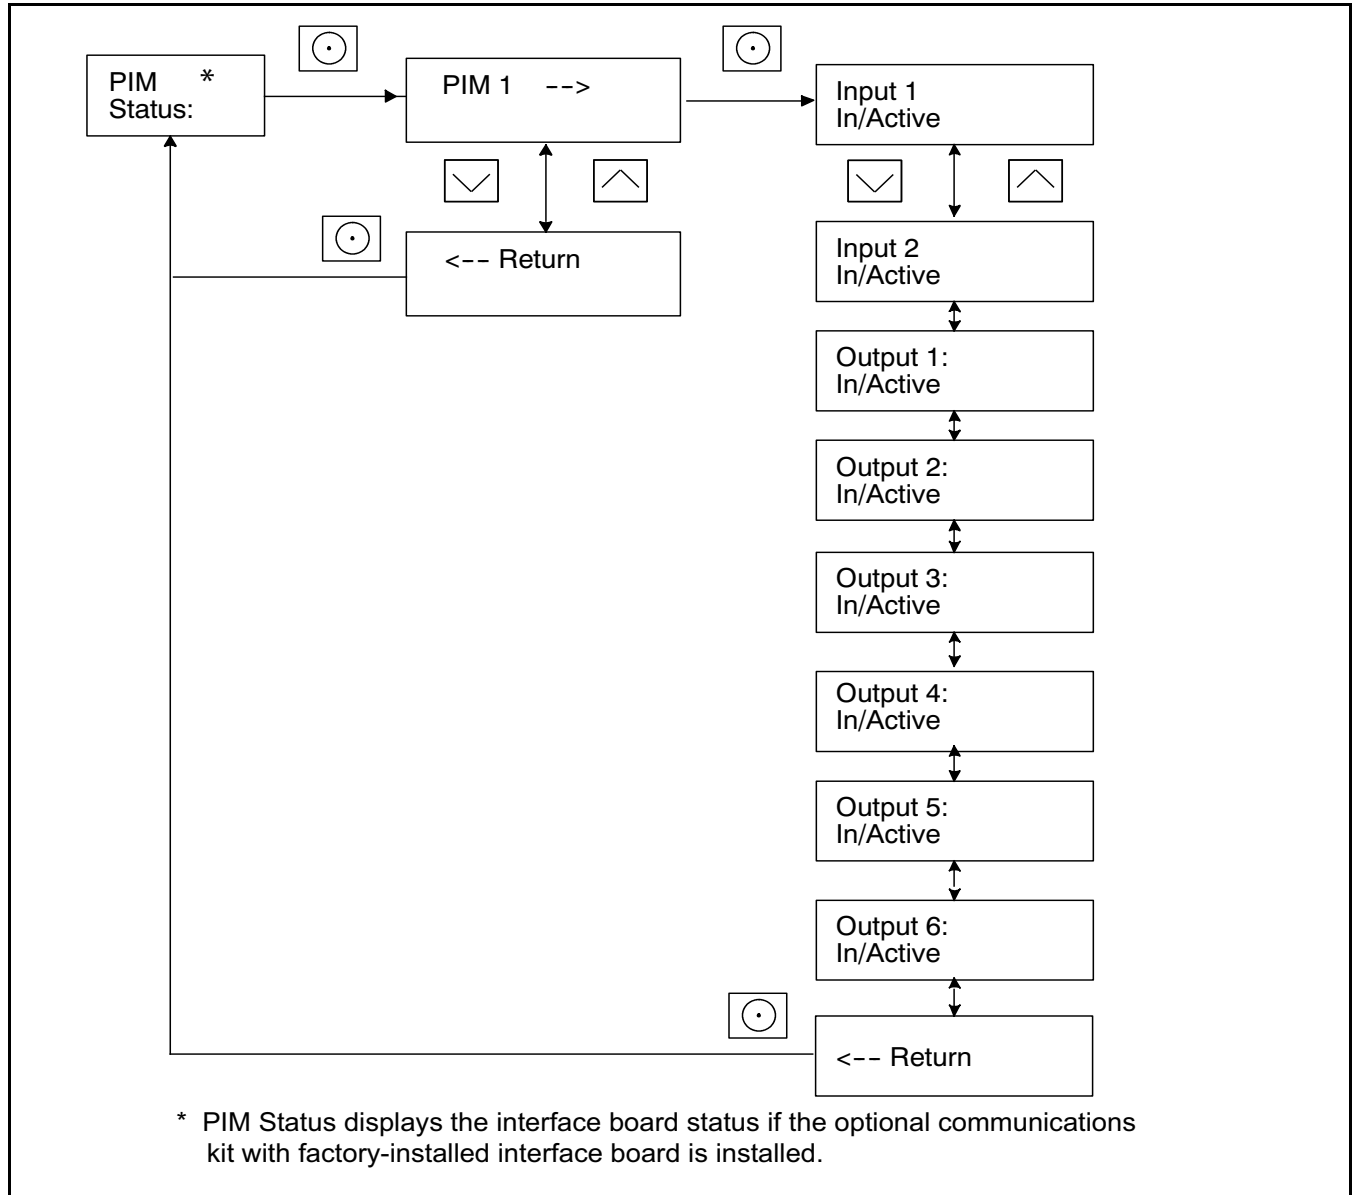 PIM *
Status:
PIM 1 -->
<-- Return
Input 1
In/Active
Input 2
In/Active
Output 1:
In/Active
Output 2:
In/Active
Output 3:
In/Active
Output 4:
In/Active
Output 5:
In/Active
Output 6:
In/Active
<-- Return
* PIM Status displays the interface board status if the optional communications
kit with factory-installed interface board is installed.